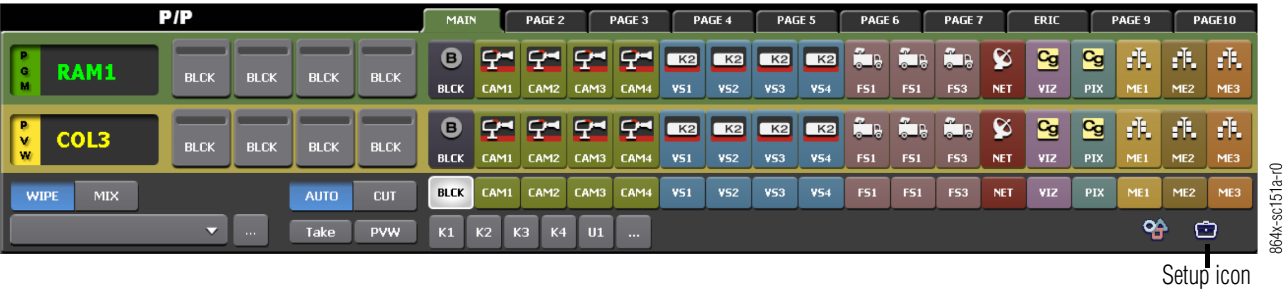 P/P MAIN PAGE 2 PAGE 3 PAGE 4 PAGE 5 PAGE 6 PAGE 7 ERIC PAGE 9 PAGE10
PGM RAM1 BLCK BLCK BLCK BLCK
B K2 K2 K2 K2 Cg Cg
BLCK CAM1 CAM2 CAM3 CAM4 VS1 VS2 VS3 VS4 FS1 FS1 FS3 NET VIZ PIX ME1 ME2 ME3
PVW COL3 BLCK BLCK BLCK BLCK
B K2 K2 K2 K2 Cg Cg
BLCK CAM1 CAM2 CAM3 CAM4 VS1 VS2 VS3 VS4 FS1 FS1 FS3 NET VIZ PIX ME1 ME2 ME3
WIPE MIX AUTO CUT BLCK CAM1 CAM2 CAM3 CAM4 VS1 VS2 VS3 VS4 FS1 FS1 FS3 NET VIZ PIX ME1 ME2 ME3
... Take PVW K1 K2 K3 K4 U1 ...
864x-sc151a-r0
Setup icon